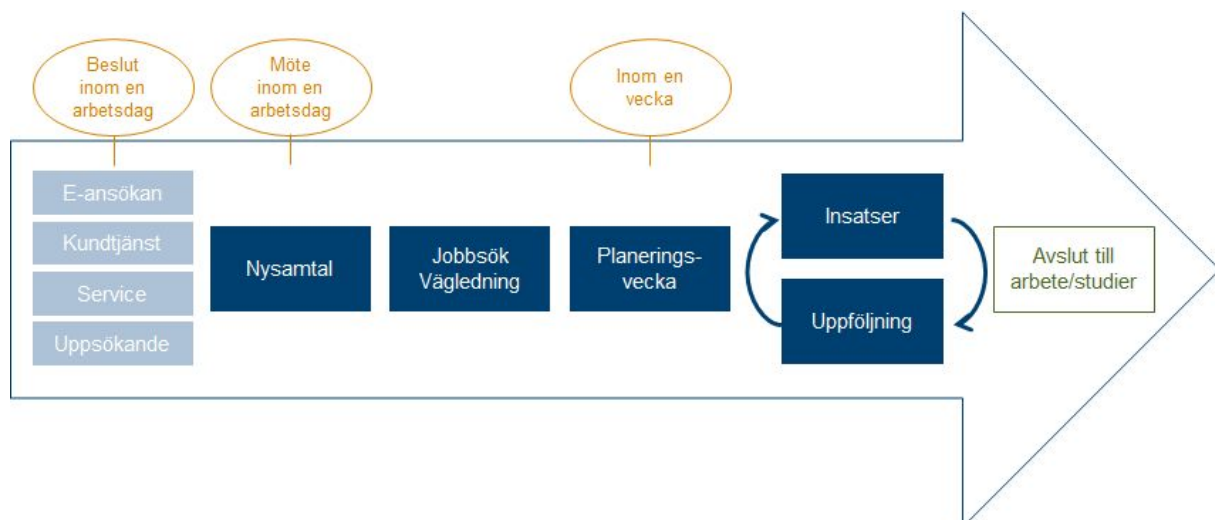 Beslut
inom en
arbetsdag
Möte
inom en
arbetsdag
Inom en
vecka
E-ansökan
Kundtjänst
Service
Uppsökande
Nysamtal
Jobbsök
Vägledning
Planerings-
vecka
Insatser
Uppföljning
Avslut till
arbete/studier